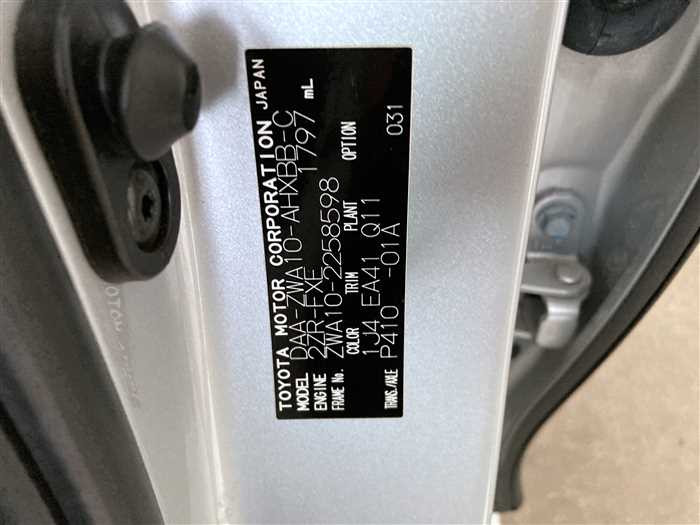 TOYOTA MOTOR CORPORATION JAPAN
MODEL DAA-ZWA10-AHXBB-C
ENGINE 2ZR-FXE 1797 mL
FRAME No. ZWA10-2258598
COLOR TRIM PLANT OPTION
1J4 EA41 Q11
TRANS./AXLE P410 -01A 031